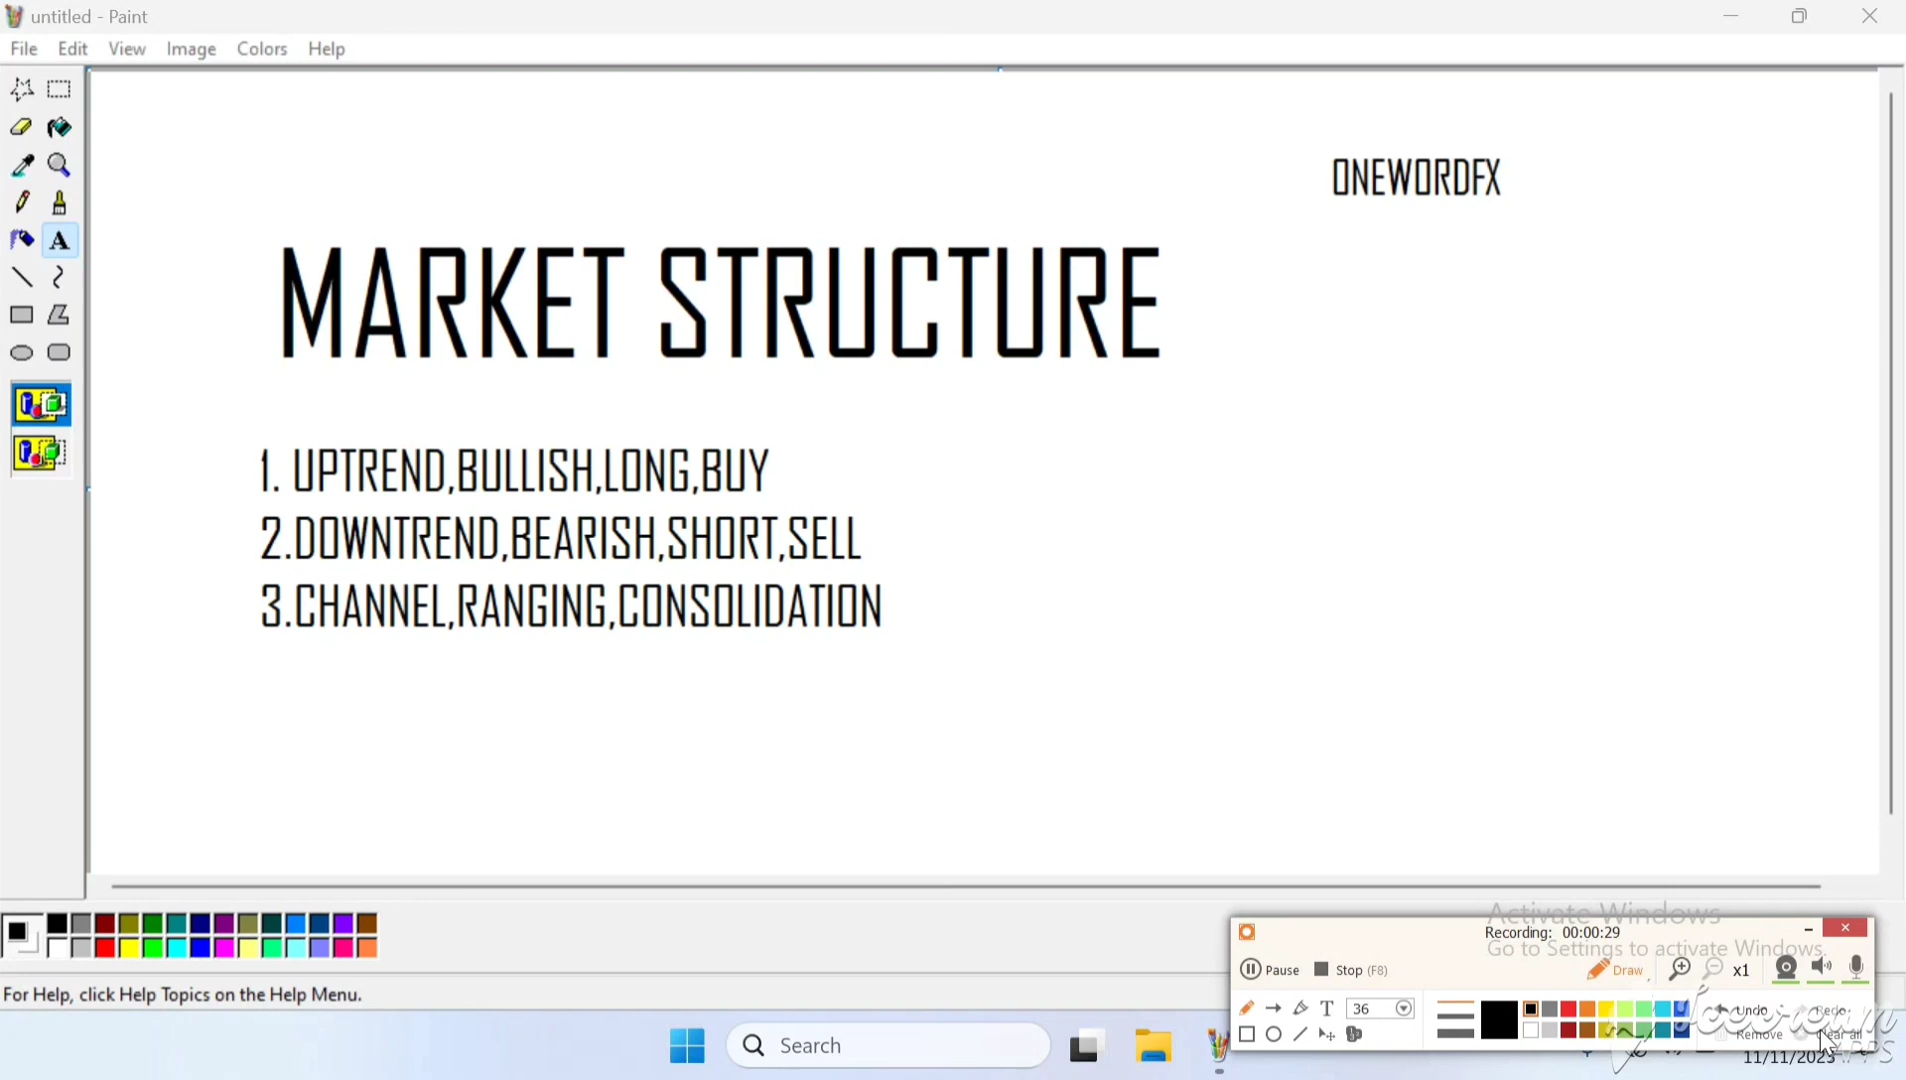 untitled - Paint
File Edit View Image Colors Help
ONEWORDFX
MARKET STRUCTURE
1. UPTREND,BULLISH,LONG,BUY
2.DOWNTREND,BEARISH,SHORT,SELL
3.CHANNEL,RANGING,CONSOLIDATION
Activate Windows
Recording: 00:00:29
Go to Settings to activate Windows.
Pause Stop (F8) Draw x1
T 36 Undo Redo
Remove Clear all
For Help, click Help Topics on the Help Menu.
Search
11/11/2023
APPS